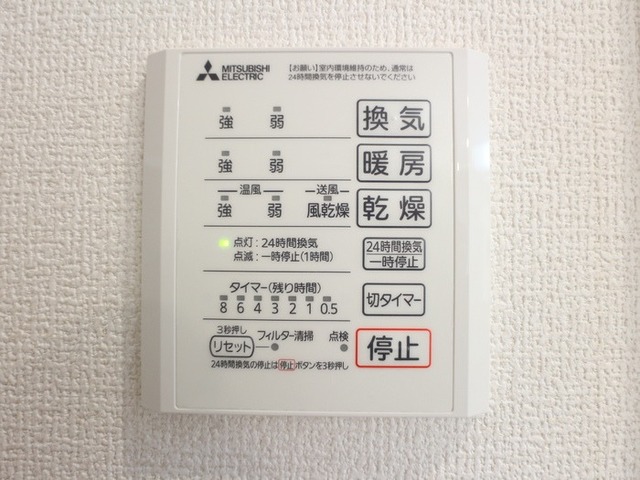 MITSUBISHI ELECTRIC
【お願い】室内環境維持のため、通常は
24時間換気を停止させないでください
強 弱 換気
強 弱 暖房
温風 送風
強 弱 風乾燥 乾燥
点灯:24時間換気
点滅:一時停止(1時間)
24時間換気
一時停止
タイマー(残り時間)
8 6 4 3 2 1 0.5
切タイマー
3秒押し
リセット フィルター清掃 点検
停止
24時間換気の停止は停止ボタンを3秒押し